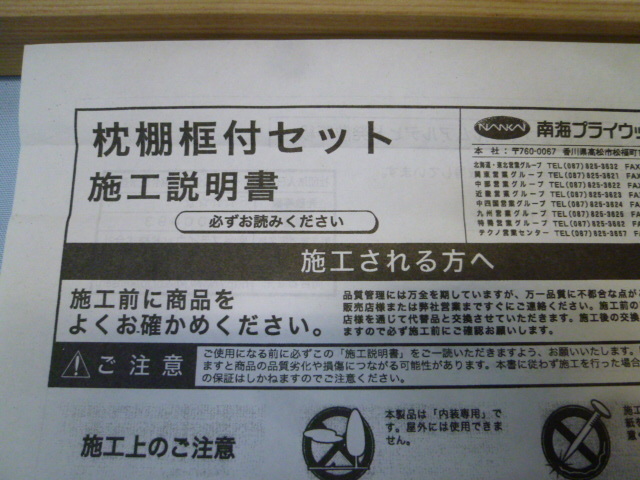 枕棚框付セット
施工説明書
必ずお読みください
NANKAI 南海プライウッ
本 社：〒760-0067 香川県高松市松福町1
北海道・東北営業グループ TEL(087)825-3632 FAX
関東営業グループ TEL(087)825-3621 FAX
中部営業グループ TEL(087)825-3622 FAX
近畿営業グループ TEL(087)825-3623 FAX
中四国営業グループ TEL(087)825-3624 FAX
九州営業グループ TEL(087)825-3626 FAX
特需営業グループ TEL(087)825-3662 FAX
テクノ営業センター TEL(087)825-3657 FAX
施工される方へ
施工前に商品を
よくお確かめください。
品質管理には万全を期していますが、万一品質に不都合な点が
販売店様または弊社営業まですぐにご連絡ください。施工前の
店様を通じて代替品と交換させていただきます。施工後の交換
ますので必ず施工前にご確認お願いします。
ご注意
ご使用になる前に必ずこの「施工説明書」をご一読いただきますよう、お願いいたします。
ますと商品の品質劣化や損傷につながる可能性があります。本書に従わず施工を行った場合
の保証はしかねますのでご注意ください。
施工上のご注意
本製品は「内装専用」で
す。屋外には使用できま
せん。